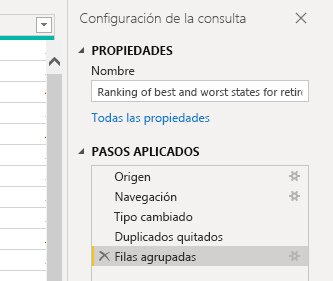 Configuración de la consulta
PROPIEDADES
Nombre
Ranking of best and worst states for retire
Todas las propiedades
PASOS APLICADOS
Origen
Navegación
Tipo cambiado
Duplicados quitados
Filas agrupadas